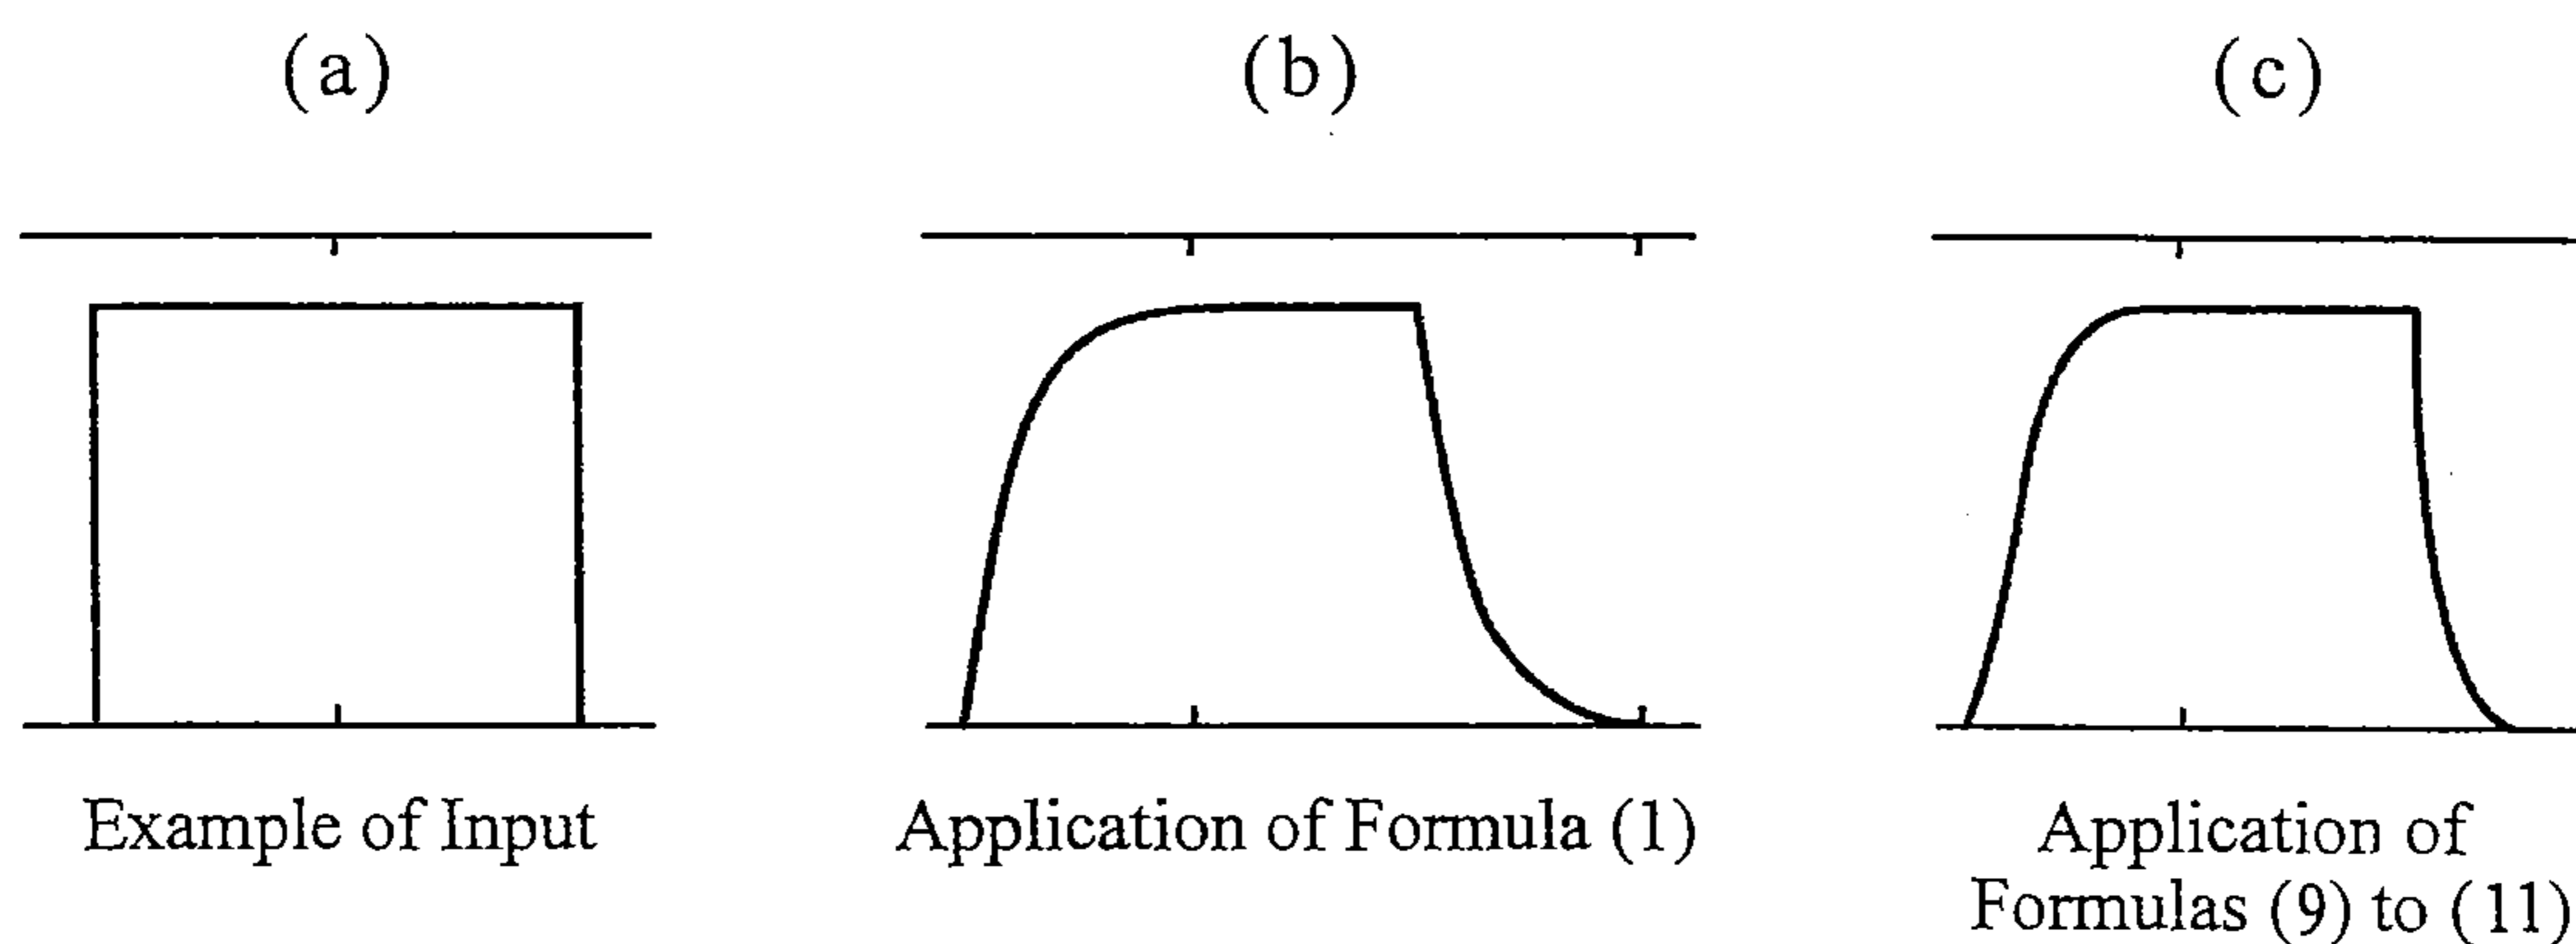 (a)
(b)
(c)
Example of Input
Application of Formula (1)
Application of
Formulas (9) to (11)